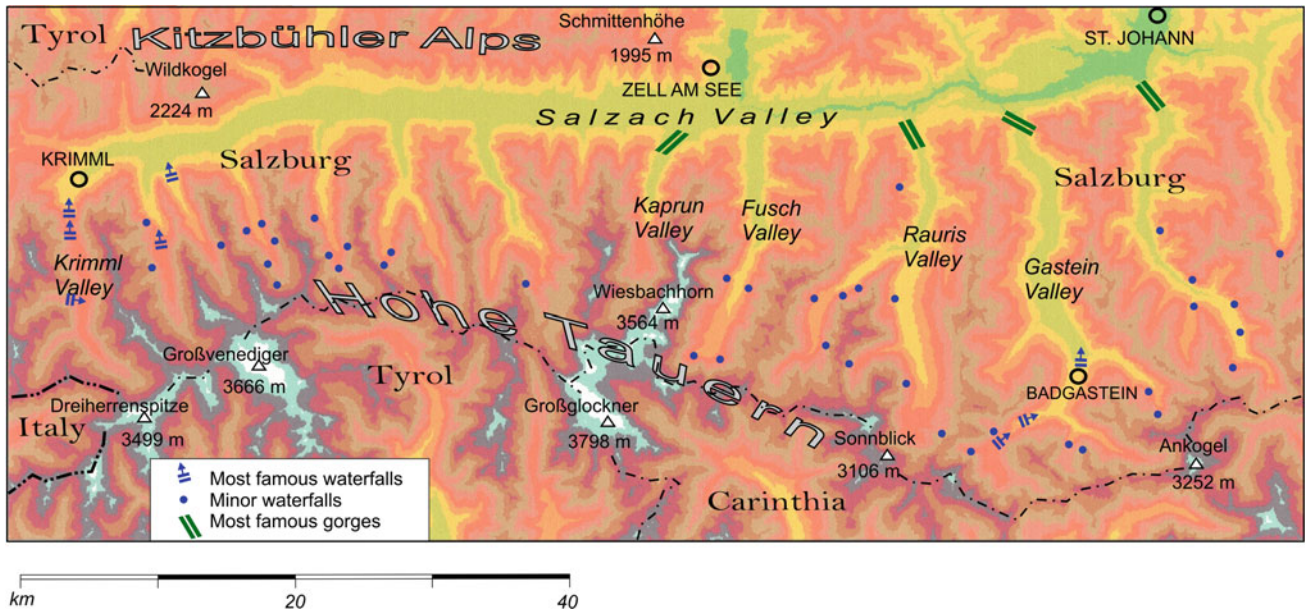 Tyrol
Kitzbühler Alps
Schmittenhöhe
1995 m
ST. JOHANN
Wildkogel
2224 m
ZELL AM SEE
Salzach Valley
KRIMML
Salzburg
Salzburg
Kaprun
Valley
Fusch
Valley
Rauris
Valley
Krimml
Valley
Gastein
Valley
Hohe Tauern
Wiesbachhorn
3564 m
Großvenediger
3666 m
Tyrol
BADGASTEIN
Dreiherrenspitze
3499 m
Italy
Großglockner
3798 m
Sonnblick
3106 m
Ankogel
3252 m
Carinthia
Most famous waterfalls
Minor waterfalls
Most famous gorges
km
20
40